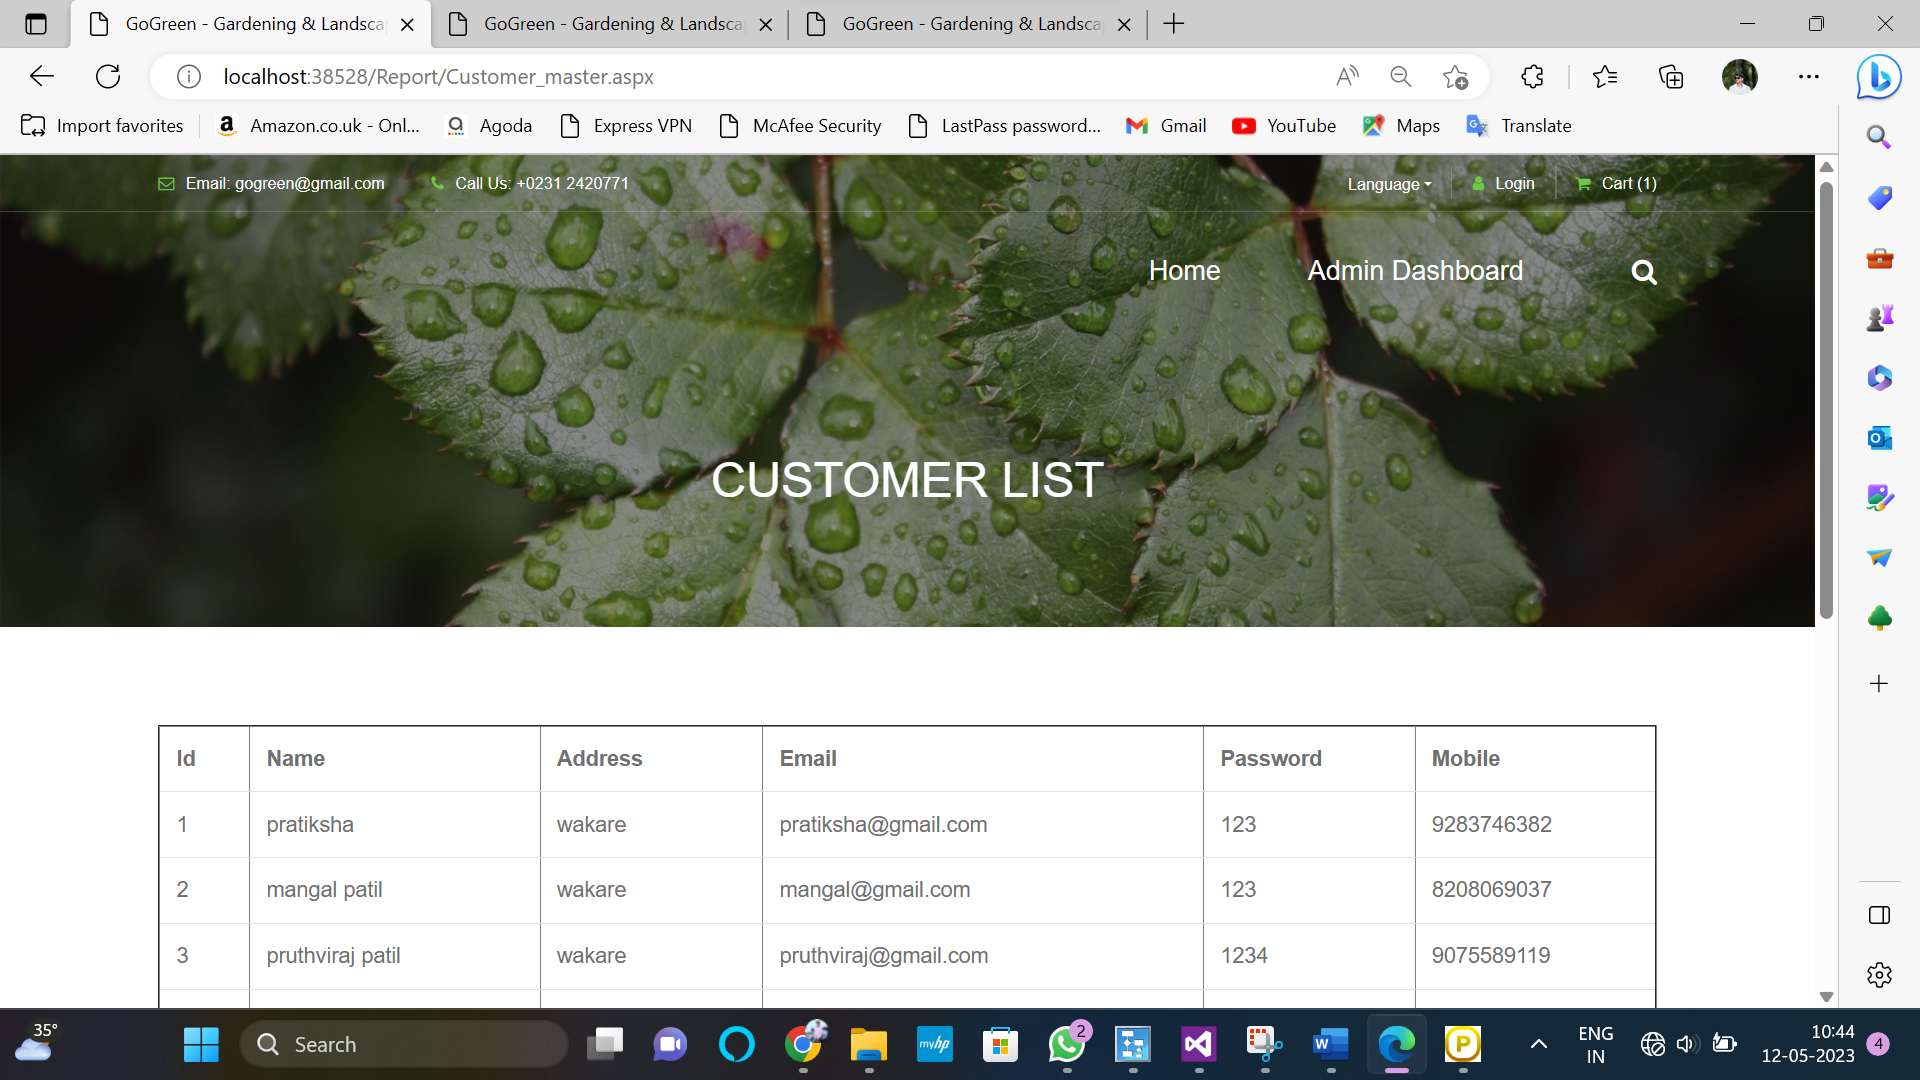 GoGreen - Gardening & Landsca
GoGreen - Gardening & Landsca
GoGreen - Gardening & Landsca
localhost:38528/Report/Customer_master.aspx
Import favorites
Amazon.co.uk - Onl...
Agoda
Express VPN
McAfee Security
LastPass password...
Gmail
YouTube
Maps
Translate
Email: gogreen@gmail.com
Call Us: +0231 2420771
Language
Login
Cart (1)
Home
Admin Dashboard
CUSTOMER LIST
Id Name Address Email Password Mobile
1 pratiksha wakare pratiksha@gmail.com 123 9283746382
2 mangal patil wakare mangal@gmail.com 123 8208069037
3 pruthviraj patil wakare pruthviraj@gmail.com 1234 9075589119
35°
Search
myhp
2
ENG
IN
10:44
12-05-2023
4